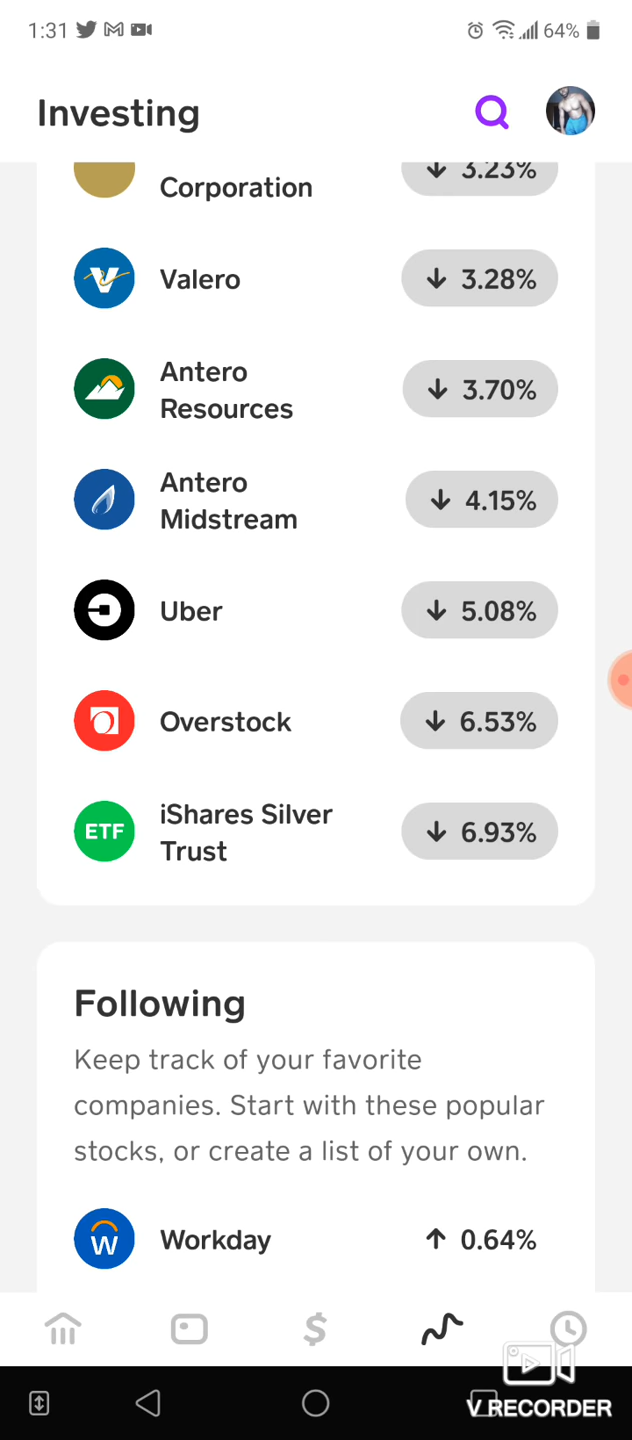 1:31 64%
Investing
Corporation ↓ 3.23%
Valero ↓ 3.28%
Antero
Resources ↓ 3.70%
Antero
Midstream ↓ 4.15%
Uber ↓ 5.08%
Overstock ↓ 6.53%
ETF iShares Silver
Trust ↓ 6.93%
Following
Keep track of your favorite
companies. Start with these popular
stocks, or create a list of your own.
W Workday ↑ 0.64%
$
V RECORDER